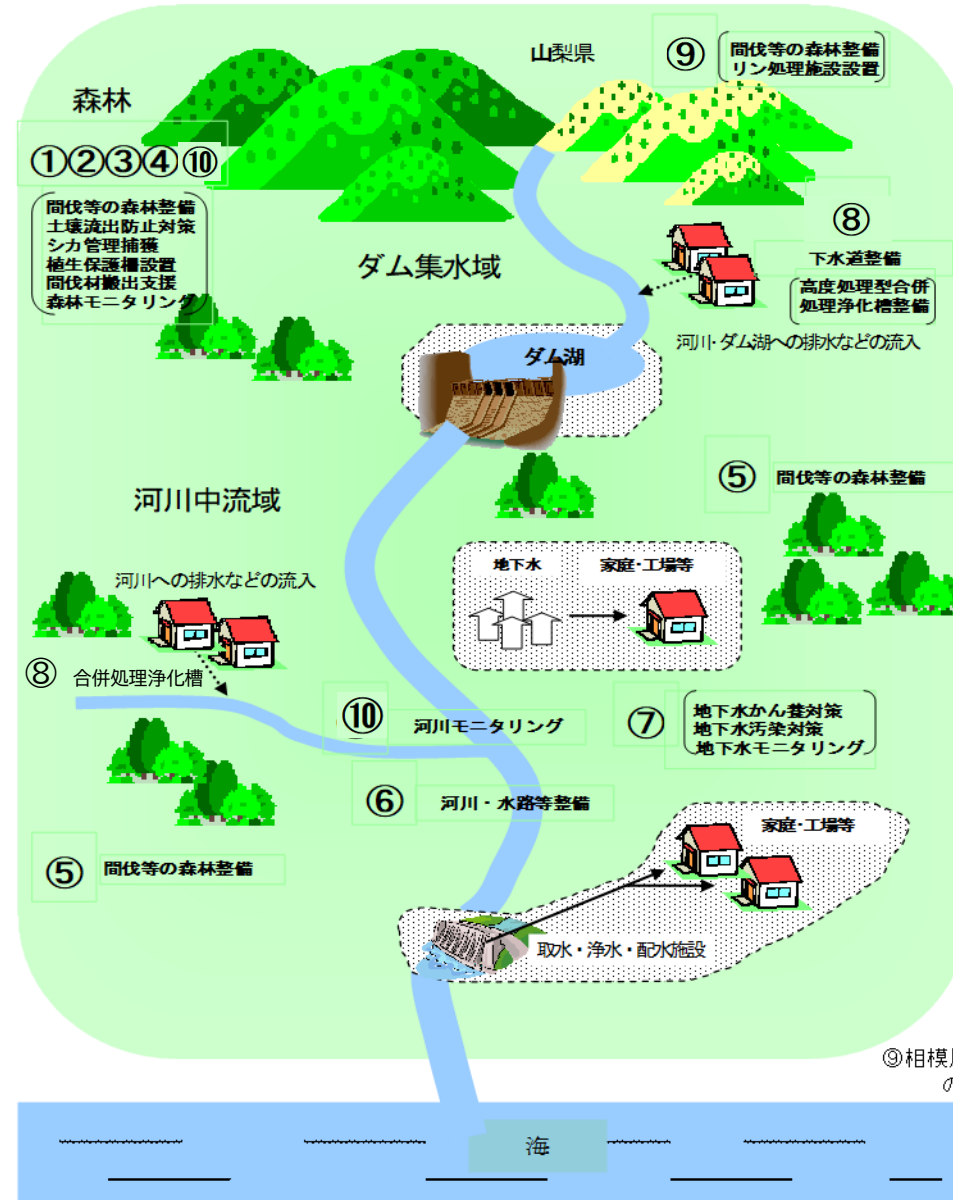 山梨県
⑨
間伐等の森林整備
リン処理施設設置
森林
①②③④⑩
間伐等の森林整備
土壌流出防止対策
シカ管理捕獲
植生保護柵設置
間伐材搬出支援
森林モニタリング
⑧
下水道整備
高度処理型合併
処理浄化槽整備
ダム集水域
河川・ダム湖への排水などの流入
ダム湖
⑤
間伐等の森林整備
河川中流域
地下水
家庭・工場等
河川への排水などの流入
⑧
合併処理浄化槽
⑩
河川モニタリング
⑦
地下水かん養対策
地下水汚染対策
地下水モニタリング
⑥
河川・水路等整備
家庭・工場等
⑤
間伐等の森林整備
取水・浄水・配水施設
⑨相模
海